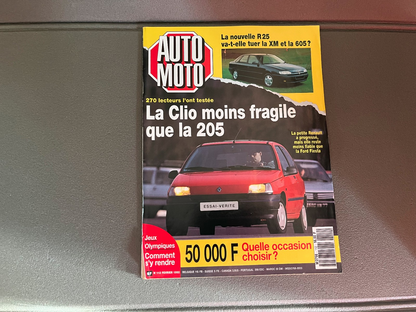 La nouvelle R25
va-t-elle tuer la XM et la 605?
AUTO
MOTO
270 lecteurs l'ont testée
La Clio moins fragile
que la 205
La petite Renault
a progressé,
mais elle reste
moins fiable que
la Ford Fiesta
ESSAI-VERITE
Jeux
Olympiques
Comment
s'y rendre
50 000 F
Quelle occasion
choisir?